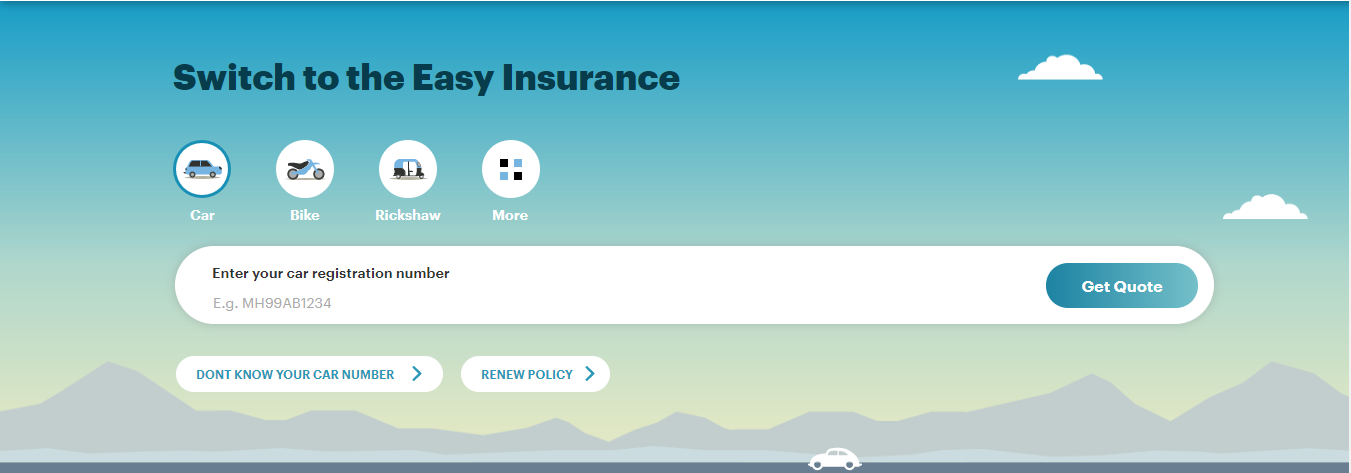 Switch to the Easy Insurance
Car
Bike
Rickshaw
More
Enter your car registration number
E.g. MH99AB1234
Get Quote
DONT KNOW YOUR CAR NUMBER
RENEW POLICY